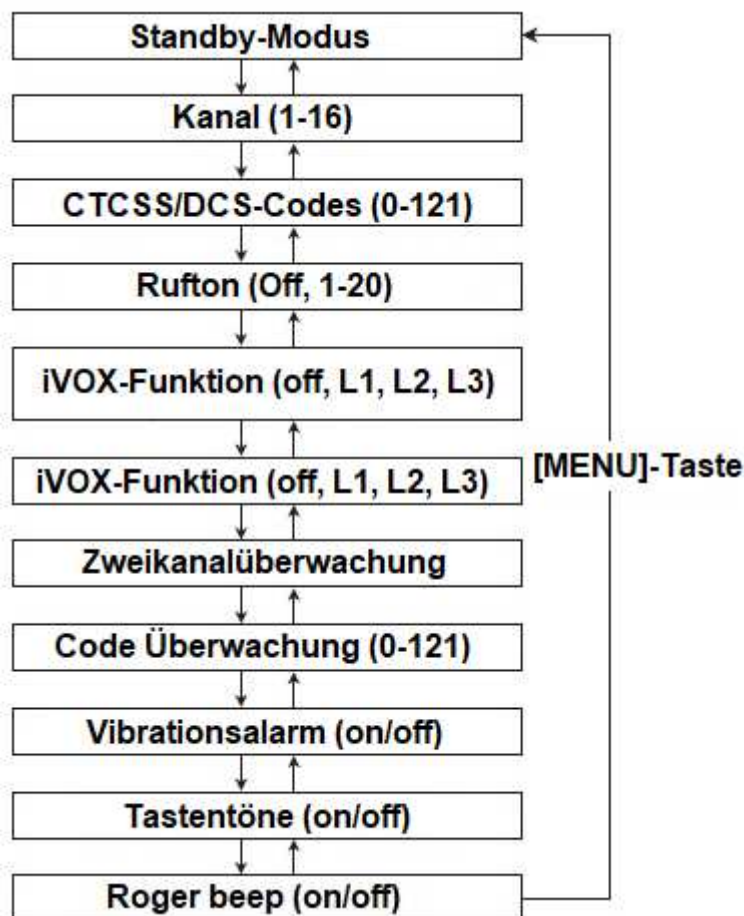 Standby-Modus
Kanal (1-16)
CTCSS/DCS-Codes (0-121)
Rufton (Off, 1-20)
iVOX-Funktion (off, L1, L2, L3)
iVOX-Funktion (off, L1, L2, L3)
[MENU]-Taste
Zweikanalüberwachung
Code Überwachung (0-121)
Vibrationsalarm (on/off)
Tastentöne (on/off)
Roger beep (on/off)